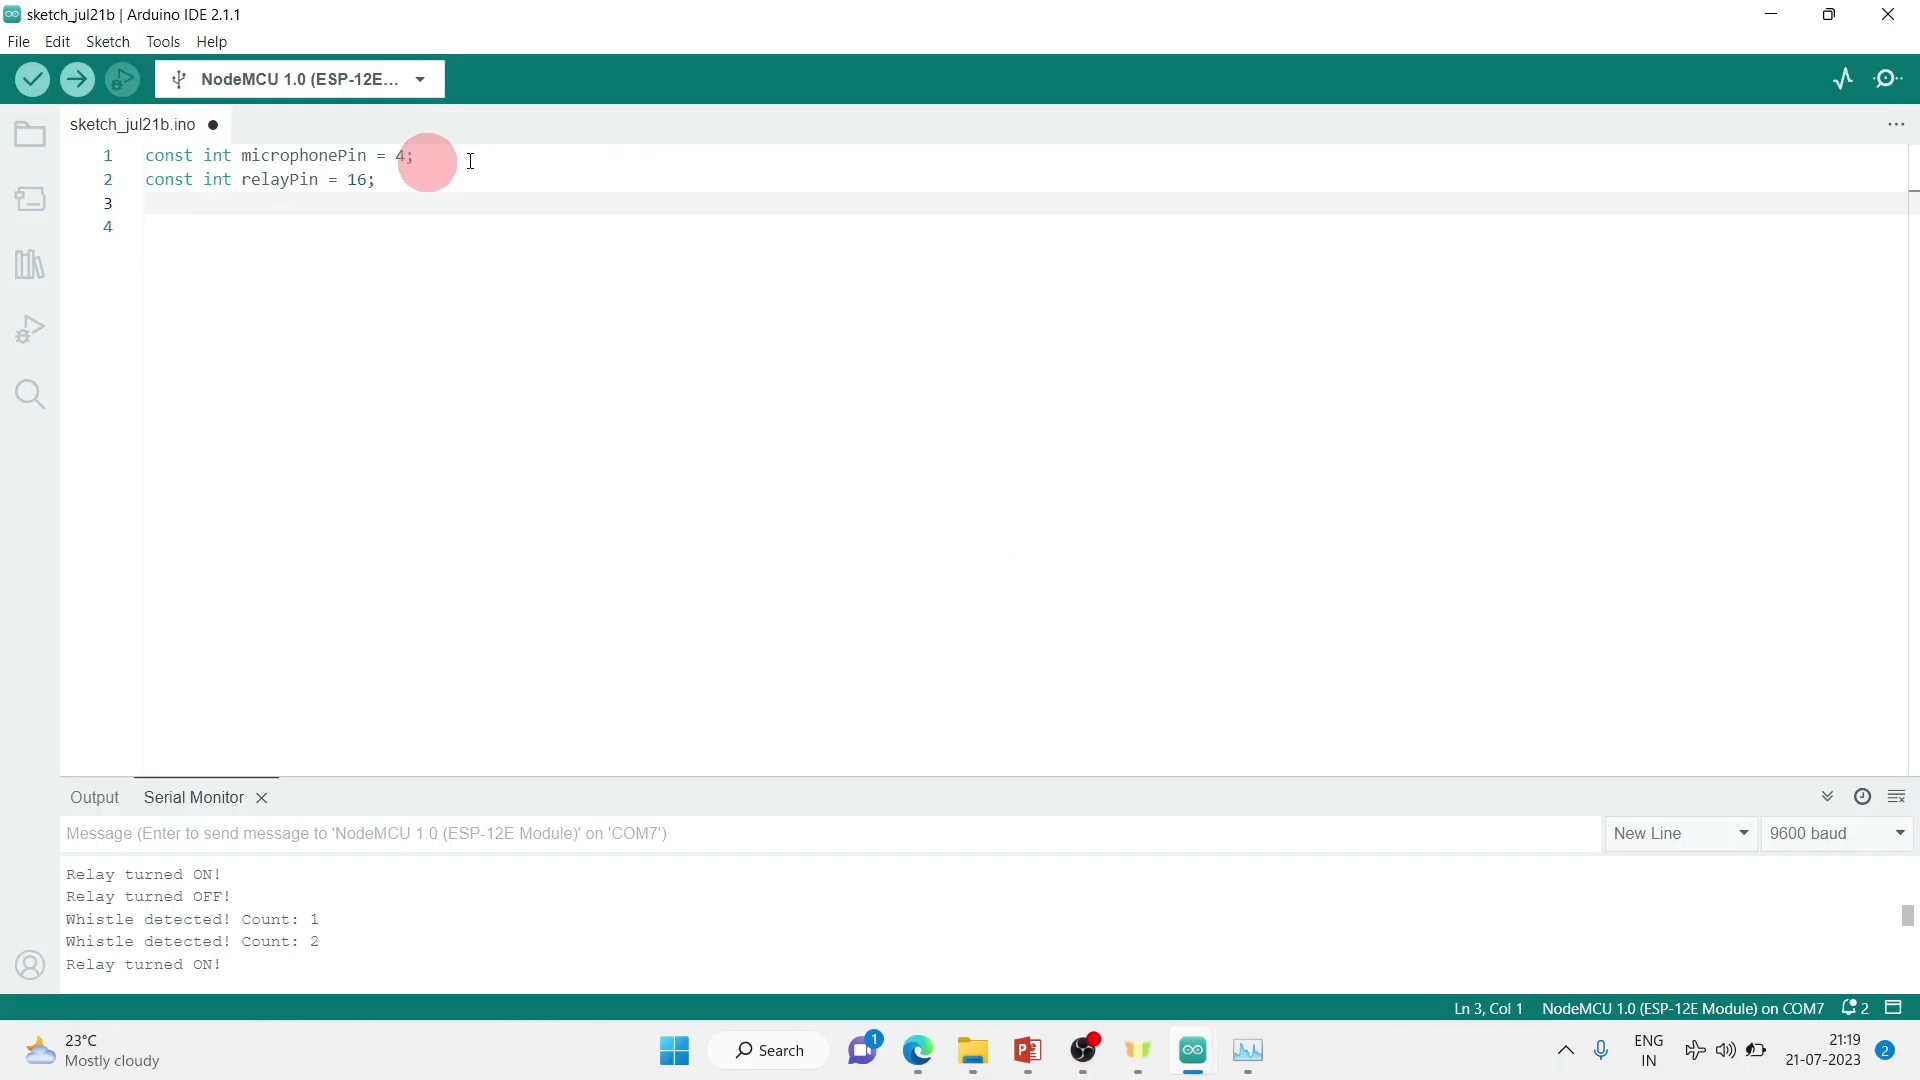 sketch_jul21b | Arduino IDE 2.1.1
File Edit Sketch Tools Help
NodeMCU 1.0 (ESP-12E...
sketch_jul21b.ino
1 const int microphonePin = 4;
2 const int relayPin = 16;
3
4
Output Serial Monitor
Message (Enter to send message to 'NodeMCU 1.0 (ESP-12E Module)' on 'COM7')
New Line 9600 baud
Relay turned ON!
Relay turned OFF!
Whistle detected! Count: 1
Whistle detected! Count: 2
Relay turned ON!
Ln 3, Col 1 NodeMCU 1.0 (ESP-12E Module) on COM7 2
23°C
Mostly cloudy
Search
1
ENG
IN
21:19
21-07-2023
2